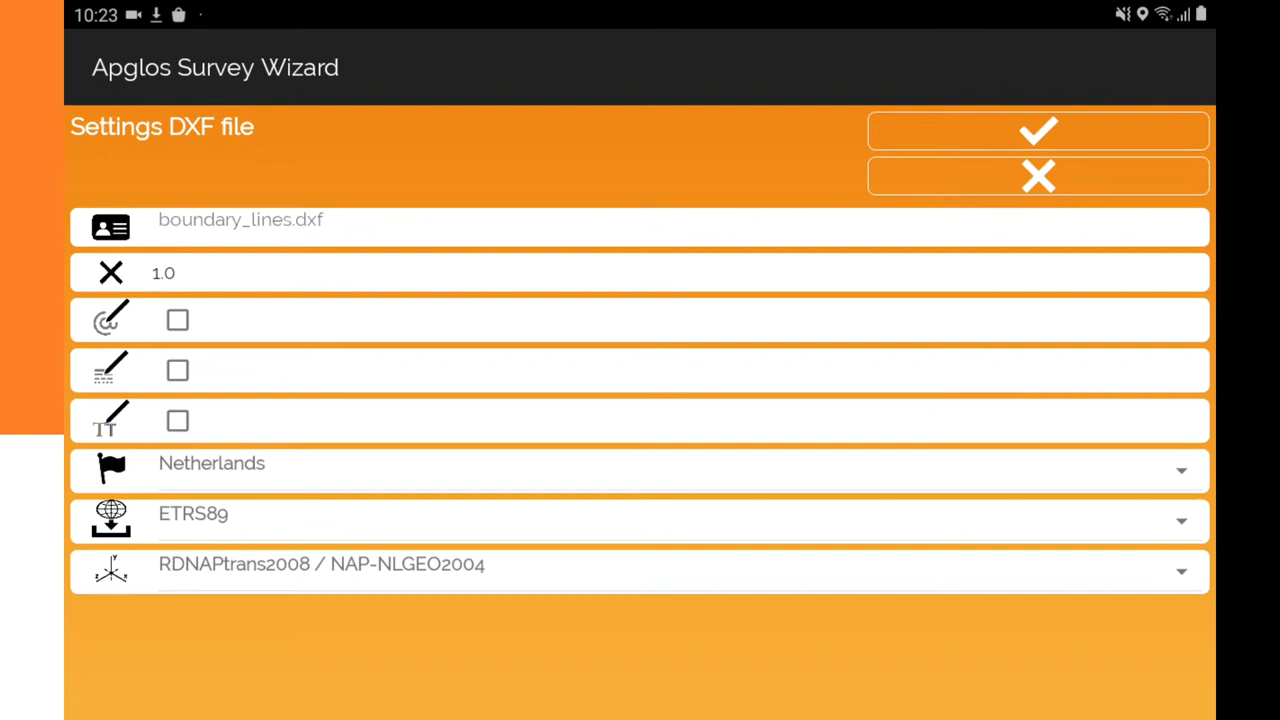 10:23
Apglos Survey Wizard
Settings DXF file
boundary_lines.dxf
1.0
Netherlands
ETRS89
RDNAPtrans2008 / NAP-NLGEO2004